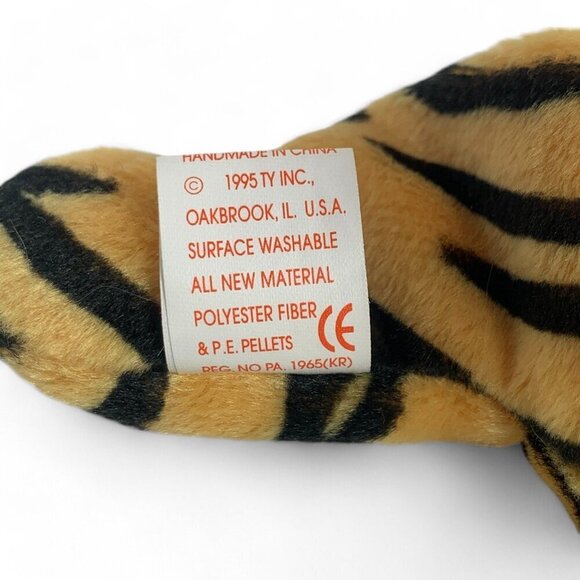 HANDMADE IN CHINA
© 1995 TY INC.,
OAKBROOK, IL. U.S.A.
SURFACE WASHABLE
ALL NEW MATERIAL
POLYESTER FIBER
& P.E. PELLETS CE
REG. NO PA. 1965(KR)